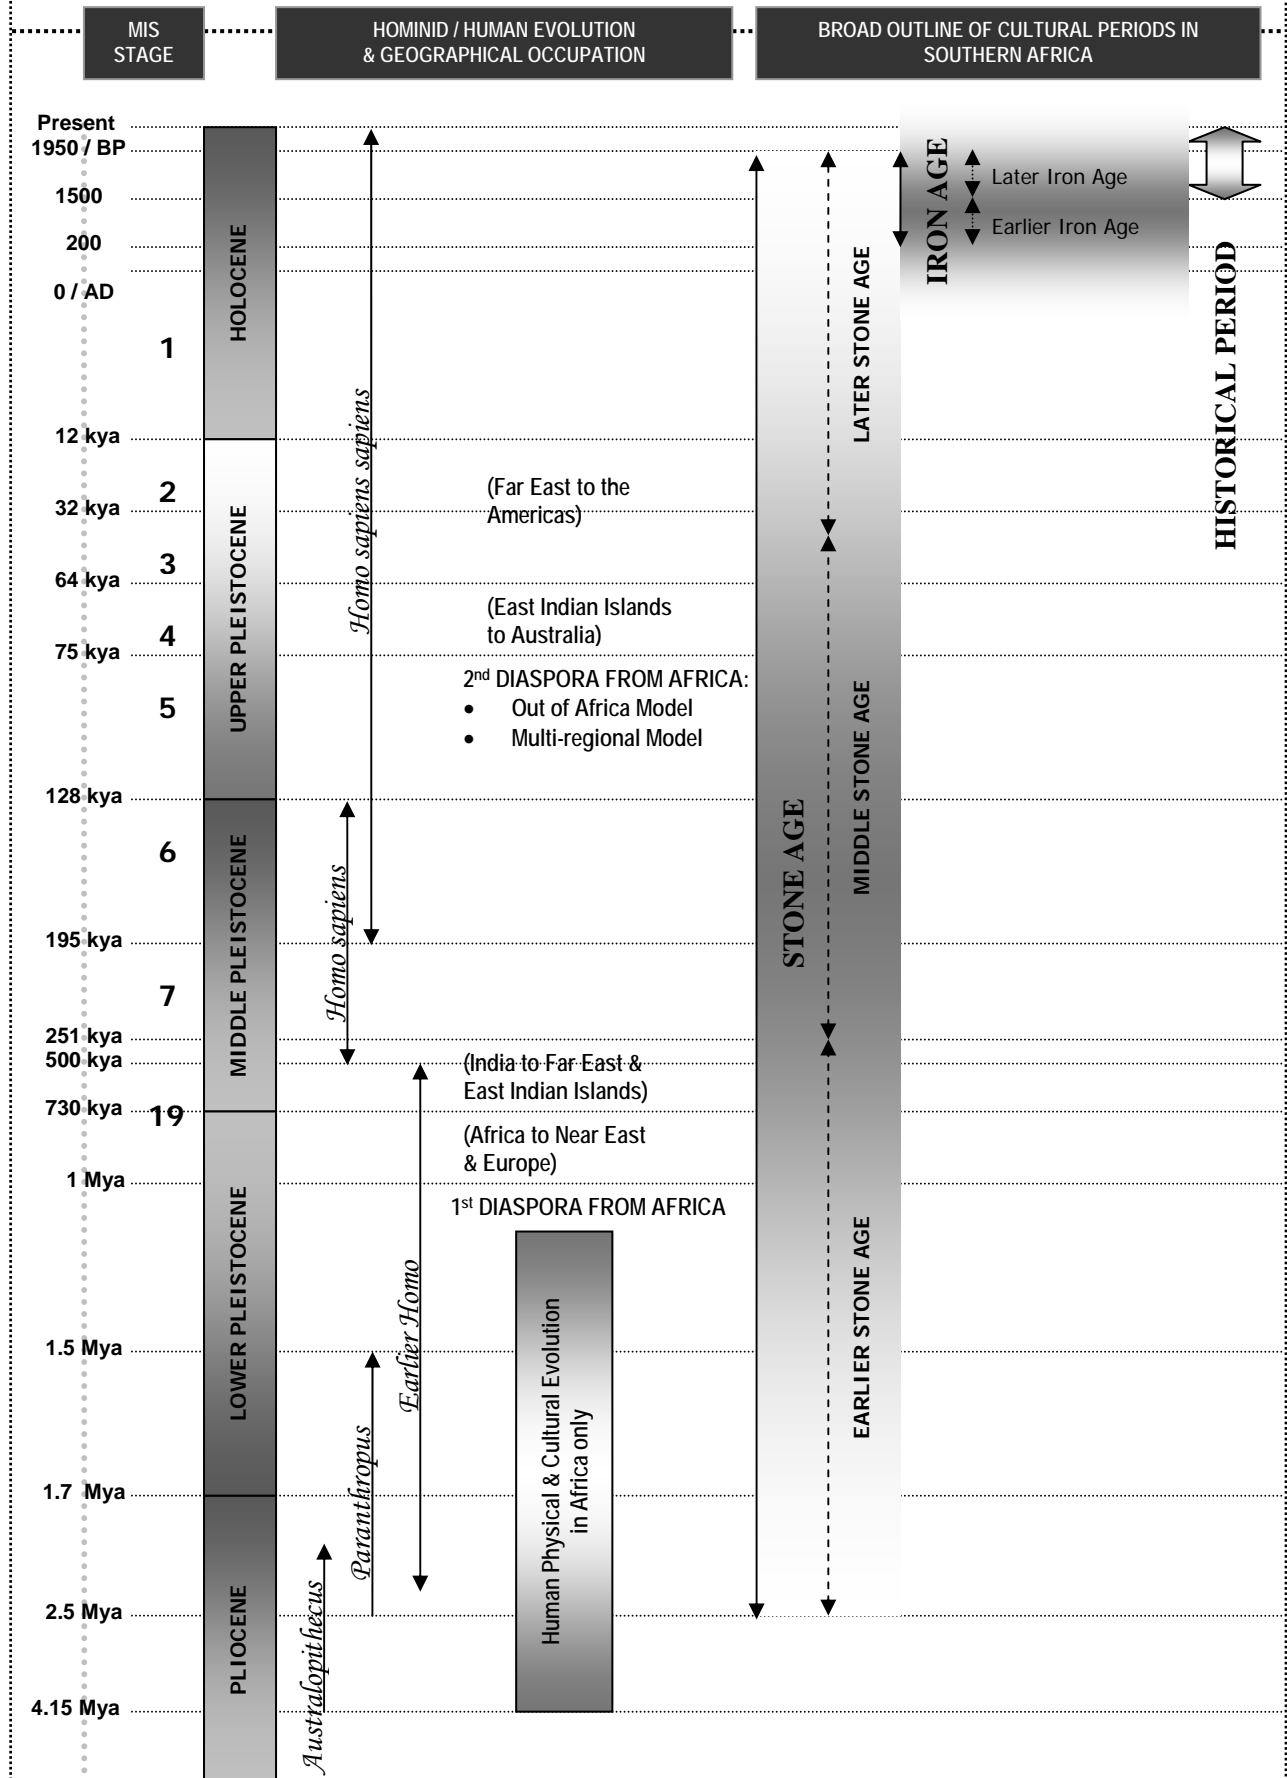 MIS
STAGE
HOMINID / HUMAN EVOLUTION
& GEOGRAPHICAL OCCUPATION
BROAD OUTLINE OF CULTURAL PERIODS IN
SOUTHERN AFRICA
Present
1950 / BP
1500
200
0 / AD
12 kya
32 kya
64 kya
75 kya
128 kya
195 kya
251 kya
500 kya
730 kya
1 Mya
1.5 Mya
1.7 Mya
2.5 Mya
4.15 Mya
1
2
3
4
5
6
7
19
HOLOCENE
UPPER PLEISTOCENE
MIDDLE PLEISTOCENE
LOWER PLEISTOCENE
PLIOCENE
Homo sapiens sapiens
Homo sapiens
Earlier Homo
Paranthropus
Australopithecus
(Far East to the
Americas)
(East Indian Islands
to Australia)
2nd DIASPORA FROM AFRICA:
• Out of Africa Model
• Multi-regional Model
(India to Far East &
East Indian Islands)
(Africa to Near East
& Europe)
1st DIASPORA FROM AFRICA
Human Physical & Cultural Evolution
in Africa only
STONE AGE
LATER STONE AGE
MIDDLE STONE AGE
EARLIER STONE AGE
IRON AGE
Later Iron Age
Earlier Iron Age
HISTORICAL PERIOD